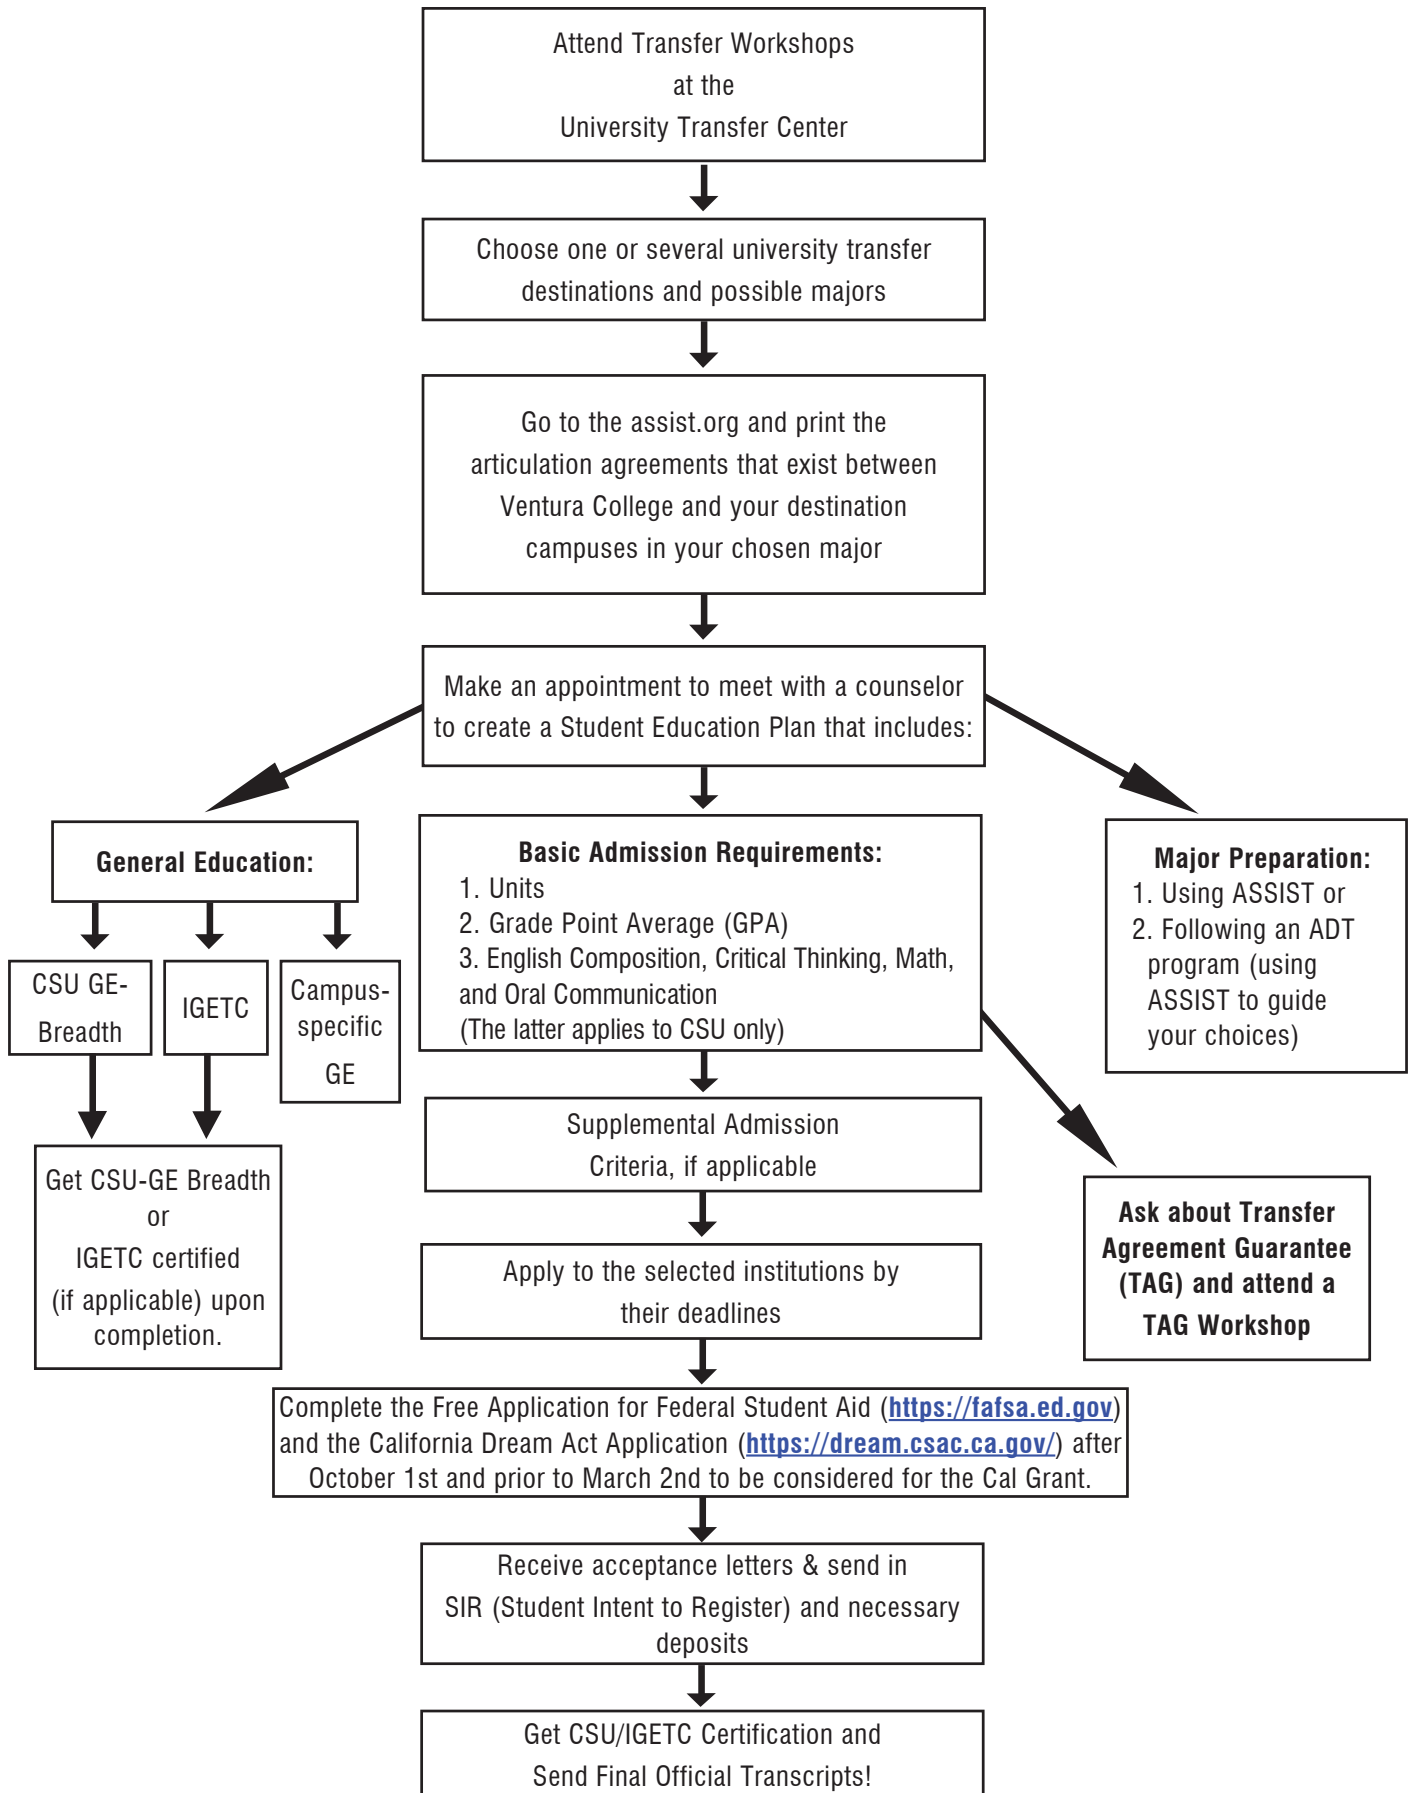 Attend Transfer Workshops
at the
University Transfer Center
Choose one or several university transfer
destinations and possible majors
Go to the assist.org and print the
articulation agreements that exist between
Ventura College and your destination
campuses in your chosen major
Make an appointment to meet with a counselor
to create a Student Education Plan that includes:
General Education:
CSU GE-
Breadth
IGETC
Campus-
specific
GE
Get CSU-GE Breadth
or
IGETC certified
(if applicable) upon
completion.
Basic Admission Requirements:
1. Units
2. Grade Point Average (GPA)
3. English Composition, Critical Thinking, Math,
and Oral Communication
(The latter applies to CSU only)
Major Preparation:
1. Using ASSIST or
2. Following an ADT
program (using
ASSIST to guide
your choices)
Supplemental Admission
Criteria, if applicable
Ask about Transfer
Agreement Guarantee
(TAG) and attend a
TAG Workshop
Apply to the selected institutions by
their deadlines
Complete the Free Application for Federal Student Aid (https://fafsa.ed.gov)
and the California Dream Act Application (https://dream.csac.ca.gov/) after
October 1st and prior to March 2nd to be considered for the Cal Grant.
Receive acceptance letters & send in
SIR (Student Intent to Register) and necessary
deposits
Get CSU/IGETC Certification and
Send Final Official Transcripts!